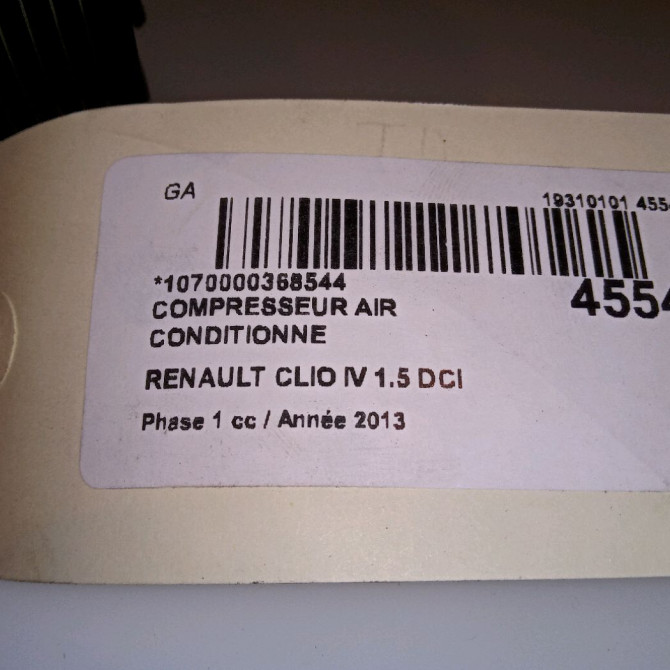 GA
19310101 455
*1070000368544
455
COMPRESSEUR AIR
CONDITIONNE
RENAULT CLIO IV 1.5 DCI
Phase 1 cc / Année 2013